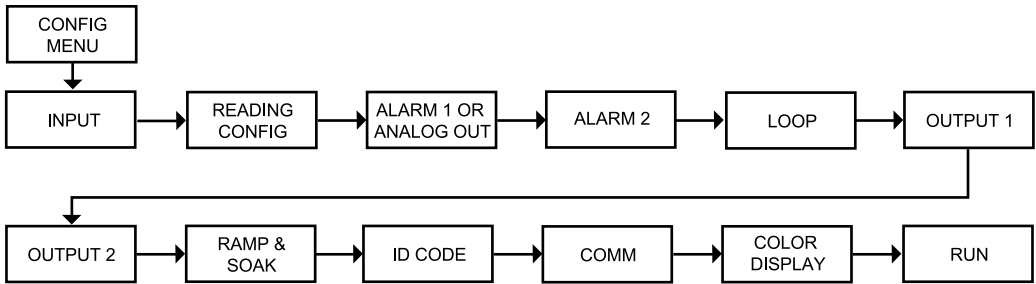 CONFIG
MENU
INPUT
READING
CONFIG
ALARM 1 OR
ANALOG OUT
ALARM 2
LOOP
OUTPUT 1
OUTPUT 2
RAMP &
SOAK
ID CODE
COMM
COLOR
DISPLAY
RUN